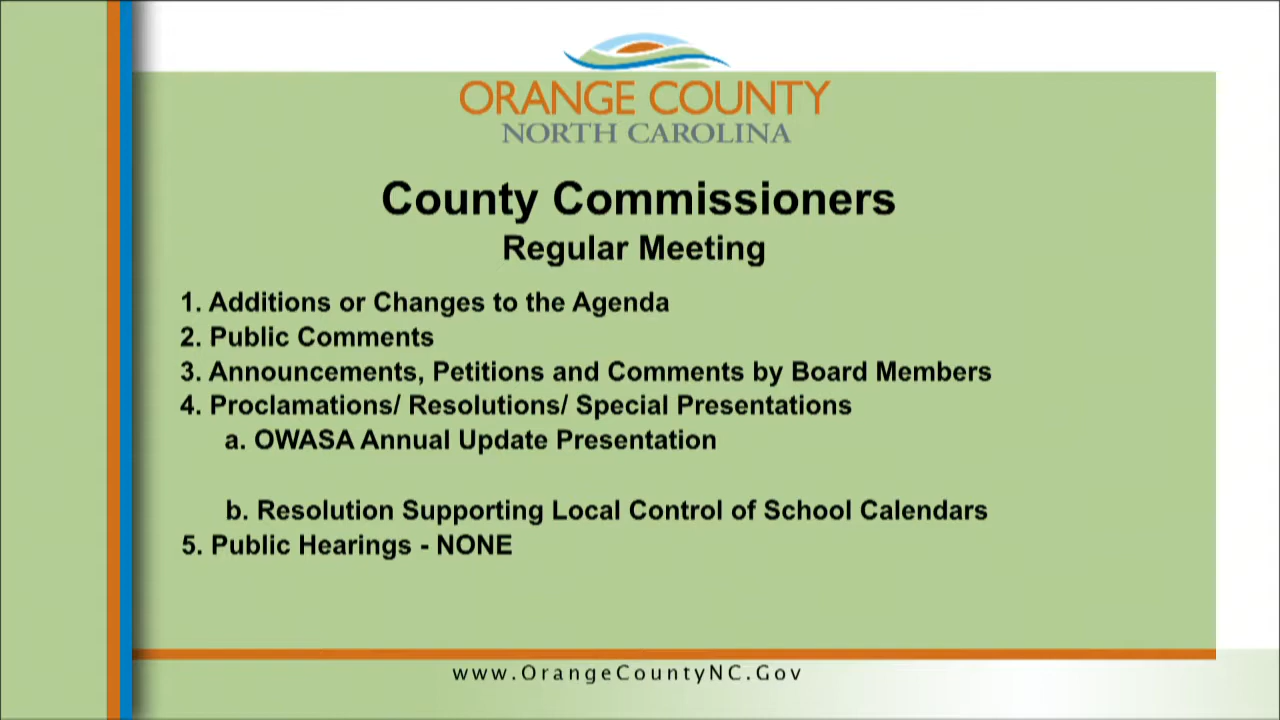 ORANGE COUNTY
NORTH CAROLINA
County Commissioners
Regular Meeting
1. Additions or Changes to the Agenda
2. Public Comments
3. Announcements, Petitions and Comments by Board Members
4. Proclamations/ Resolutions/ Special Presentations
a. OWASA Annual Update Presentation
b. Resolution Supporting Local Control of School Calendars
5. Public Hearings - NONE
www.OrangeCountyNC.Gov